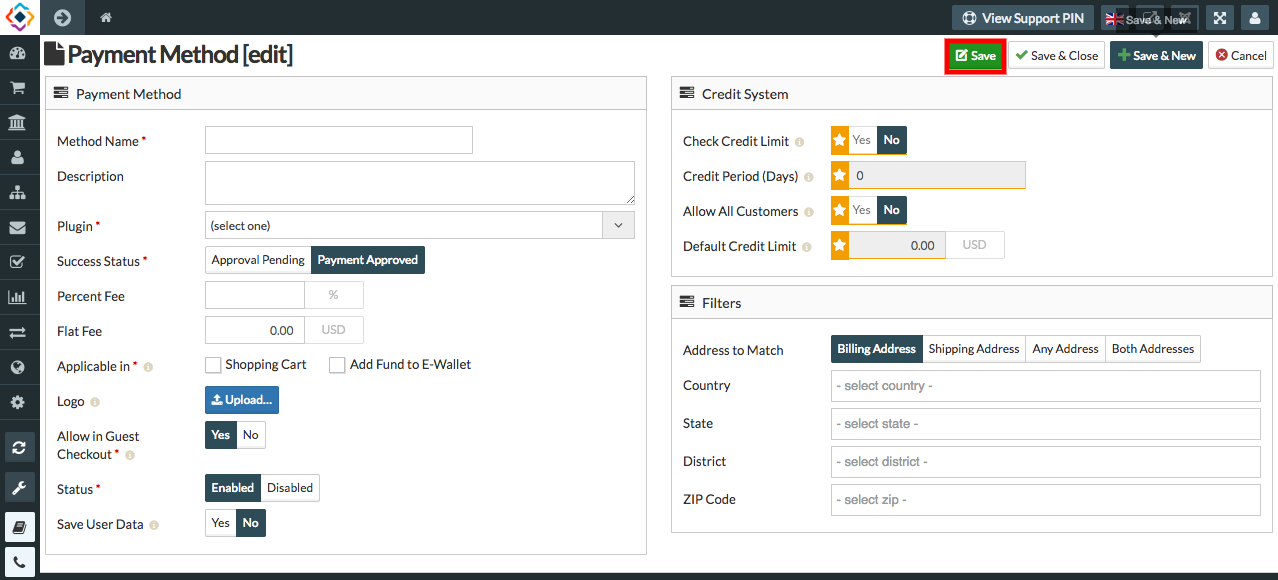 View Support PIN
Save & New
Payment Method [edit]
Save
Save & Close
Save & New
Cancel
Payment Method
Method Name *
Description
Plugin *
(select one)
Success Status *
Approval Pending
Payment Approved
Percent Fee
%
Flat Fee
0.00
USD
Applicable in *
Shopping Cart
Add Fund to E-Wallet
Logo
Upload...
Allow in Guest
Checkout *
Yes
No
Status *
Enabled
Disabled
Save User Data
Yes
No
Credit System
Check Credit Limit
Yes
No
Credit Period (Days)
0
Allow All Customers
Yes
No
Default Credit Limit
0.00
USD
Filters
Address to Match
Billing Address
Shipping Address
Any Address
Both Addresses
Country
- select country -
State
- select state -
District
- select district -
ZIP Code
- select zip -